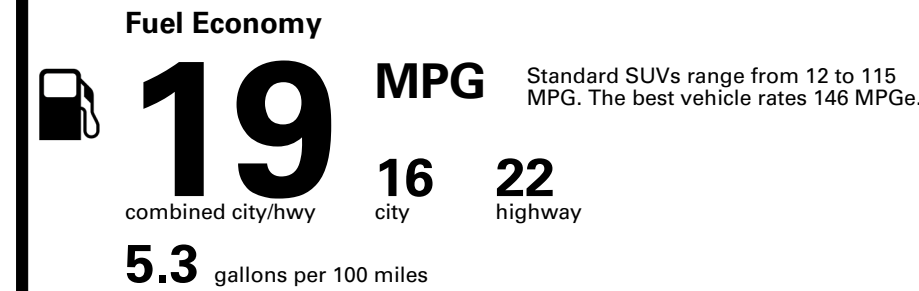 Fuel Economy
19 MPG
Standard SUVs range from 12 to 115
MPG. The best vehicle rates 146 MPGe.
16 22
combined city/hwy city highway
5.3 gallons per 100 miles